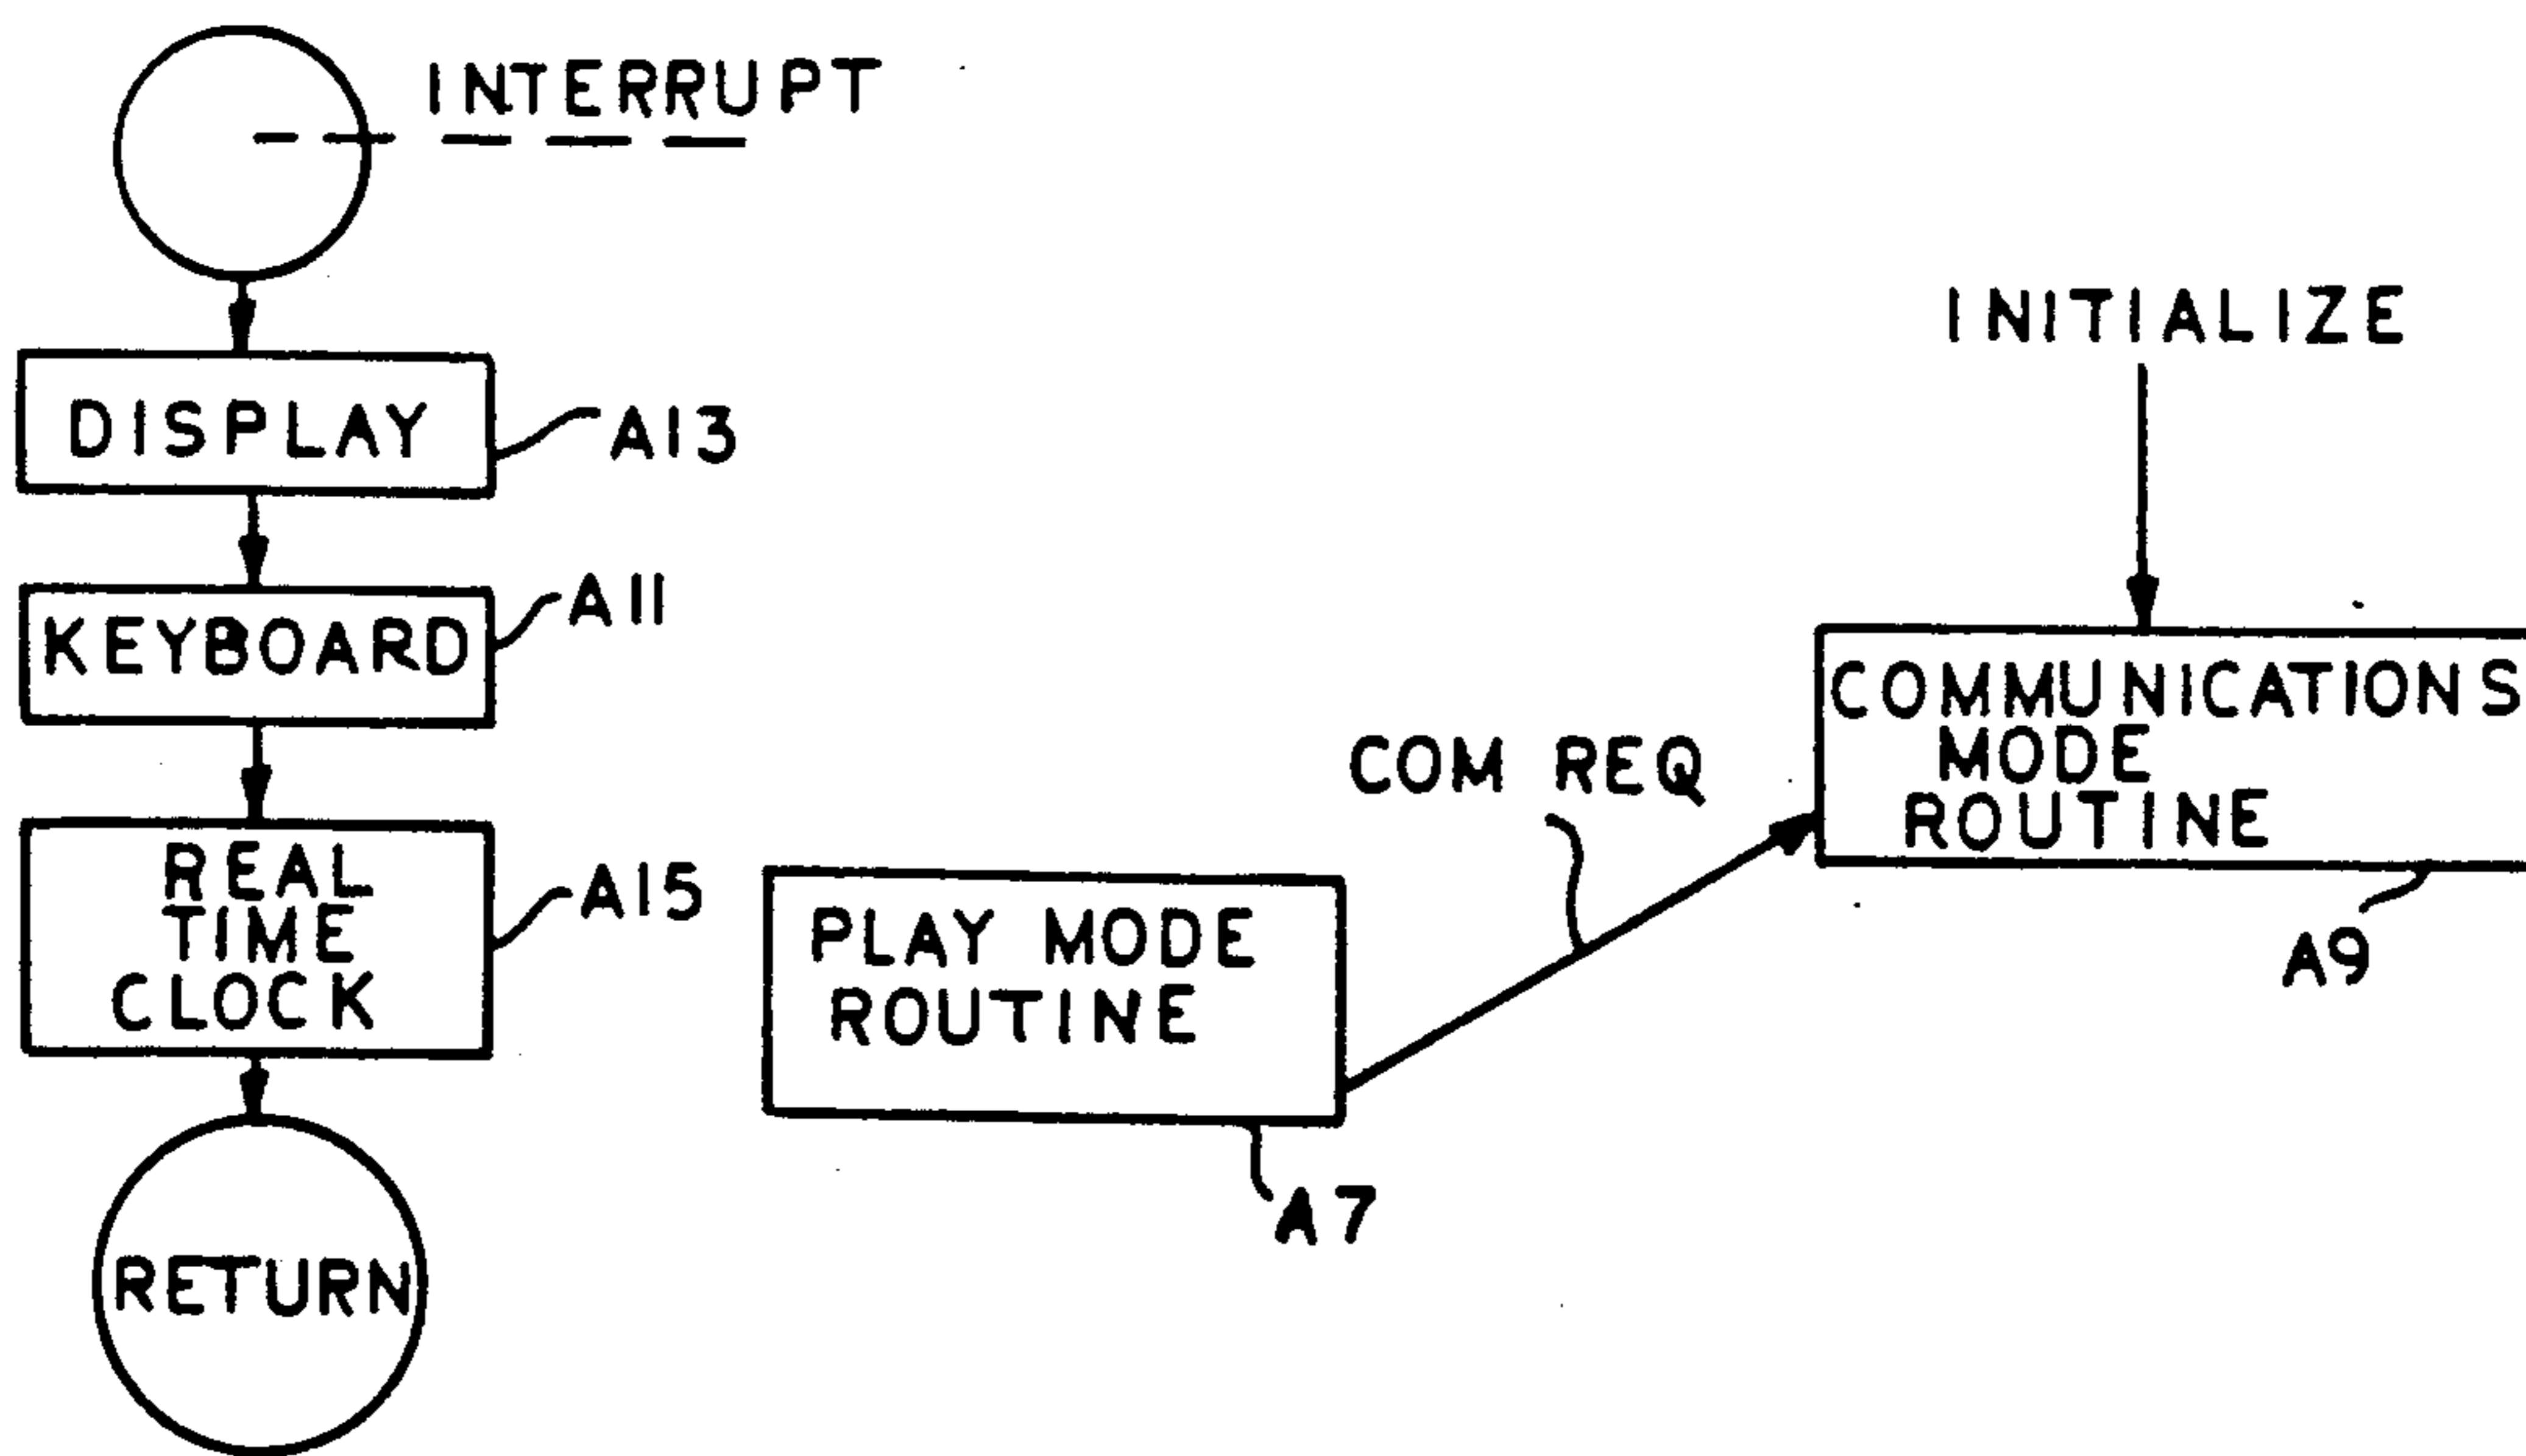 INTERRUPT
DISPLAY
A13
KEYBOARD
A11
REAL
TIME
CLOCK
A15
RETURN
PLAY MODE
ROUTINE
A7
COM REQ
INITIALIZE
COMMUNICATIONS
MODE
ROUTINE
A9